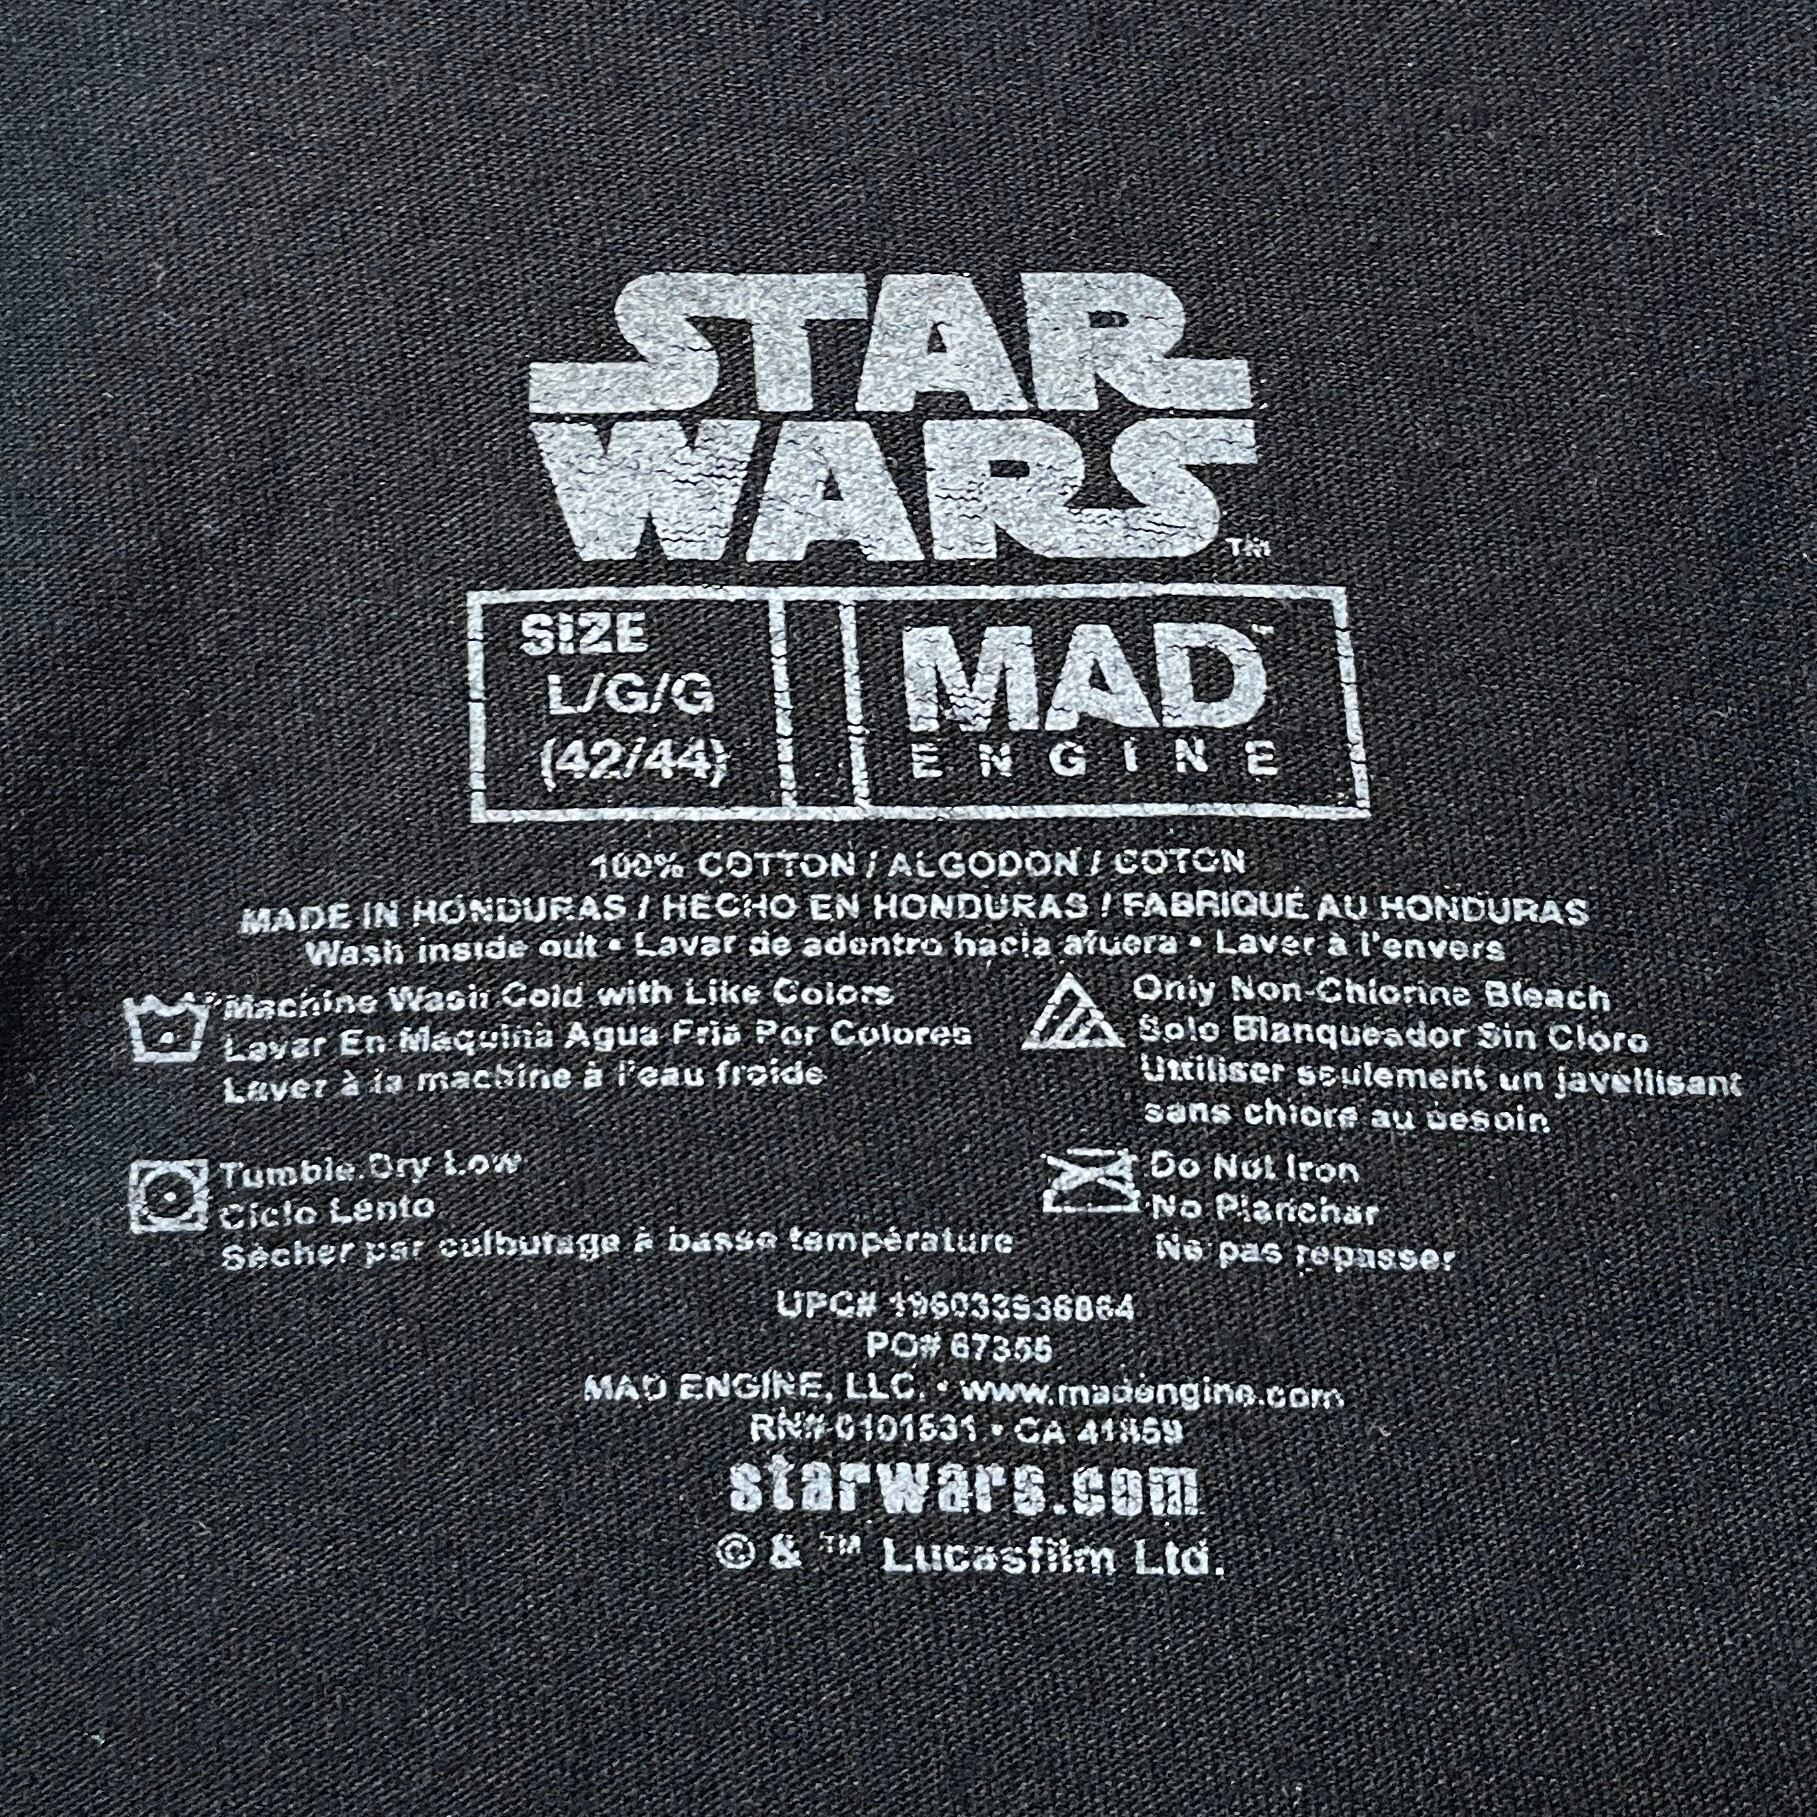 STAR
WARS™
SIZE
L/G/G
(42/44)
MAD™
ENGINE
100% COTTON / ALGODON / COTON
MADE IN HONDURAS / HECHO EN HONDURAS / FABRIQUÉ AU HONDURAS
Wash inside out • Lavar de adentro hacia afuera • Laver à l'envers
Machine Wash Cold with Like Colors
Lavar En Maquina Agua Fria Por Colores
Laver à la machine à l'eau froide
Only Non-Chlorine Bleach
Solo Blanqueador Sin Cloro
Utiliser seulement un javellisant
sans chlore au besoin.
Tumble Dry Low
Ciclo Lento
Sécher par culbutage à basse température
Do Not Iron
No Planchar
Ne pas repasser
UPC#
PO# 67355
MAD ENGINE, LLC. • www.madengine.com
RN# 0101531 • CA
starwars.com
© & ™ Lucasfilm Ltd.